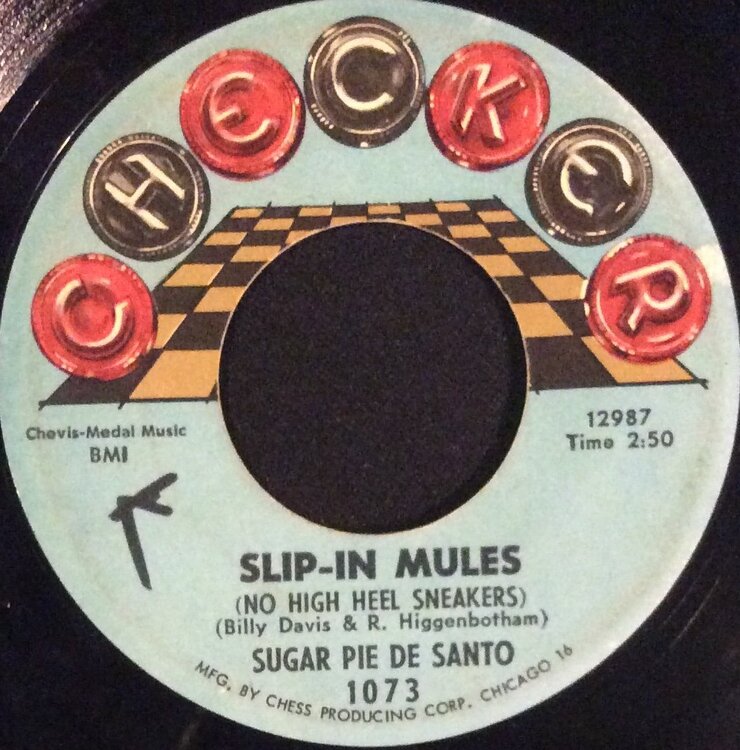 CHECKER
Chevis-Medal Music
BMI
12987
Time 2:50
SLIP-IN MULES
(NO HIGH HEEL SNEAKERS)
(Billy Davis & R. Higgenbotham)
SUGAR PIE DE SANTO
1073
MFG. BY CHESS PRODUCING CORP. CHICAGO 16